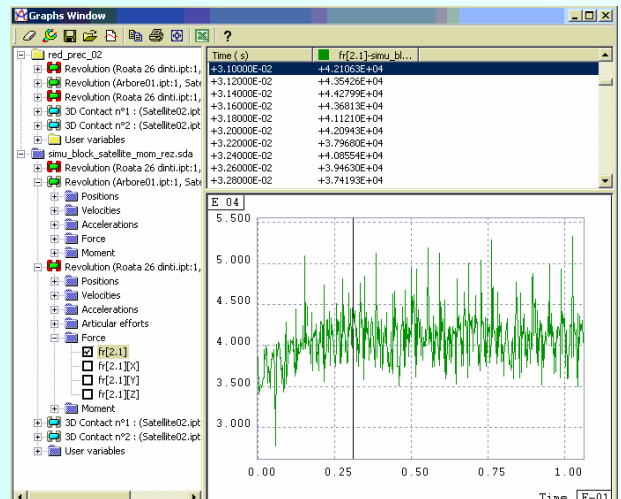 Graphs Window
?
red_prec_02
Revolution (Roata 26 dinti.ipt:1,
Revolution (Arbore01.ipt:1, Sate
Revolution (Roata 26 dinti.ipt:1,
3D Contact nº1 : (Satellite02.ipt
3D Contact nº2 : (Satellite02.ipt
User variables
simu_block_satellite_mom_rez.sda
Revolution (Roata 26 dinti.ipt:1,
Revolution (Arbore01.ipt:1, Sate
Positions
Velocities
Accelerations
Force
Moment
Revolution (Roata 26 dinti.ipt:1,
Positions
Velocities
Accelerations
Articular efforts
Force
fr[2.1]
fr[2.1][X]
fr[2.1][Y]
fr[2.1][Z]
Moment
3D Contact nº1 : (Satellite02.ipt
3D Contact nº2 : (Satellite02.ipt
User variables
Time ( s) fr[2.1]-simu_bl...
+3.10000E-02 +4.21063E+04
+3.12000E-02 +4.35426E+04
+3.14000E-02 +4.42799E+04
+3.16000E-02 +4.36813E+04
+3.18000E-02 +4.11210E+04
+3.20000E-02 +4.20943E+04
+3.22000E-02 +3.79680E+04
+3.24000E-02 +4.08554E+04
+3.26000E-02 +3.94630E+04
+3.28000E-02 +3.74193E+04
E 04
5.500
5.000
4.500
4.000
3.500
3.000
0.00 0.25 0.50 0.75 1.00
Time E-01